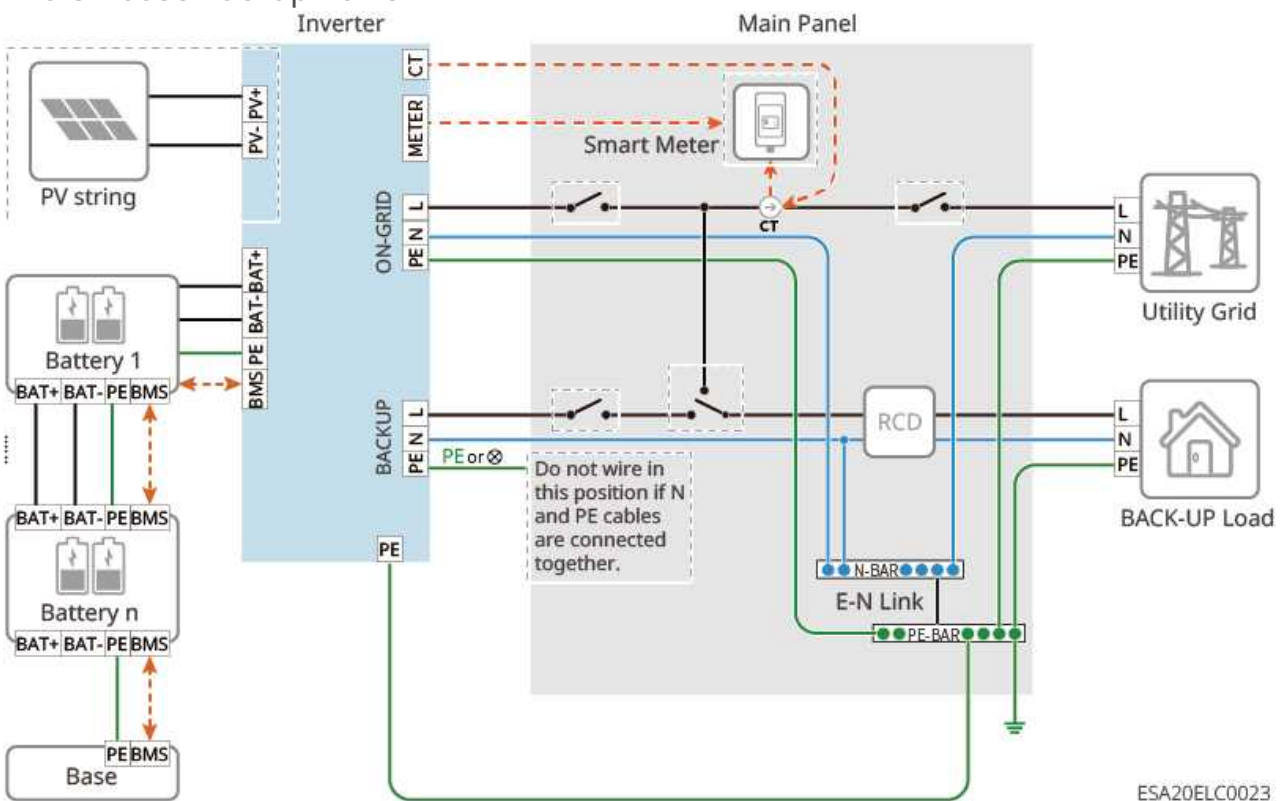 Inverter
Main Panel
CT
PV+
PV-
METER
Smart Meter
PV string
ON-GRID
L
N
PE
CT
L
N
PE
Utility Grid
BAT+
BAT-
PE
BMS
Battery 1
BAT+ BAT- PE BMS
BACKUP
L
N
PE
RCD
L
N
PE
BACK-UP Load
PE or ⊗
Do not wire in
this position if N
and PE cables
are connected
together.
......
BAT+ BAT- PE BMS
Battery n
BAT+ BAT- PE BMS
PE
N-BAR
E-N Link
PE-BAR
PE BMS
Base
ESA20ELC0023